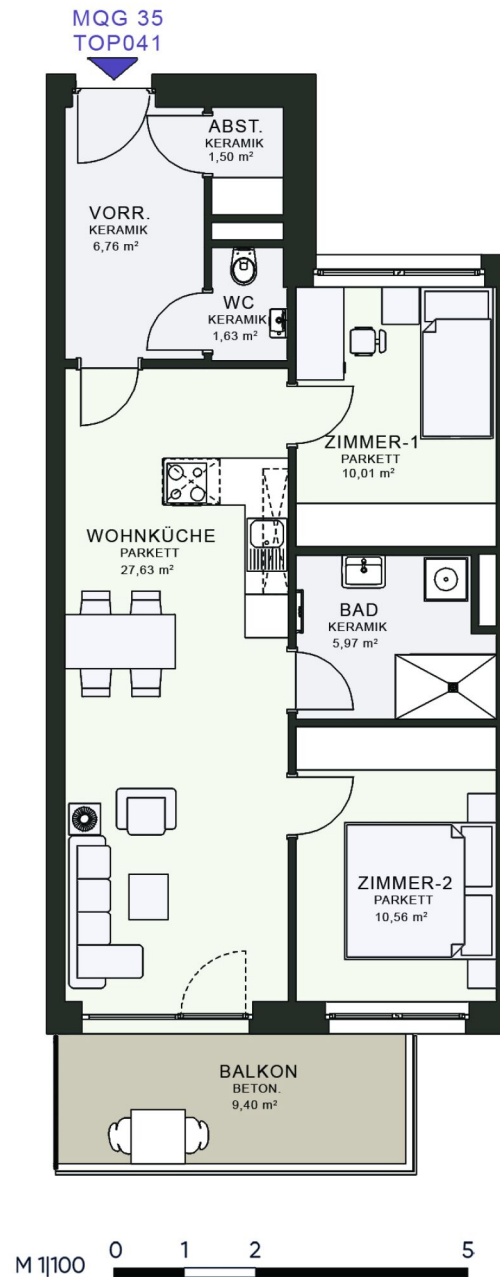 MQG 35
TOP041
ABST.
KERAMIK
1,50 m²
VORR.
KERAMIK
6,76 m²
WC
KERAMIK
1,63 m²
ZIMMER-1
PARKETT
10,01 m²
WOHNKÜCHE
PARKETT
27,63 m²
BAD
KERAMIK
5,97 m²
ZIMMER-2
PARKETT
10,56 m²
BALKON
BETON.
9,40 m²
M 1|100
0 1 2 5